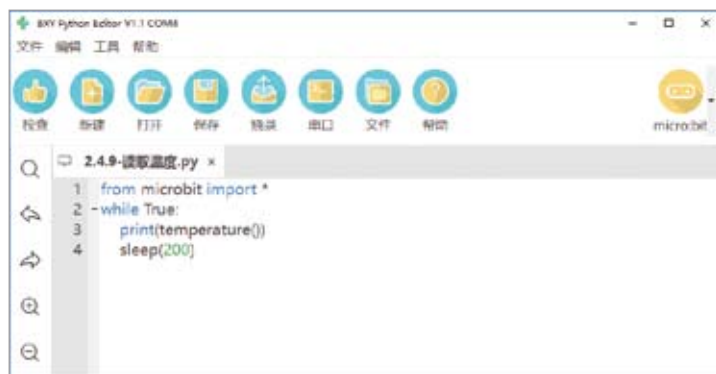 BXY Python Editor V1.1 COM8
文件 编辑 工具 帮助
检查 新建 打开 保存 烧录 串口 文件 帮助 micro:bit
2.4.9-读取温度.py ×
1 from microbit import *
2 while True:
3 print(temperature())
4 sleep(200)